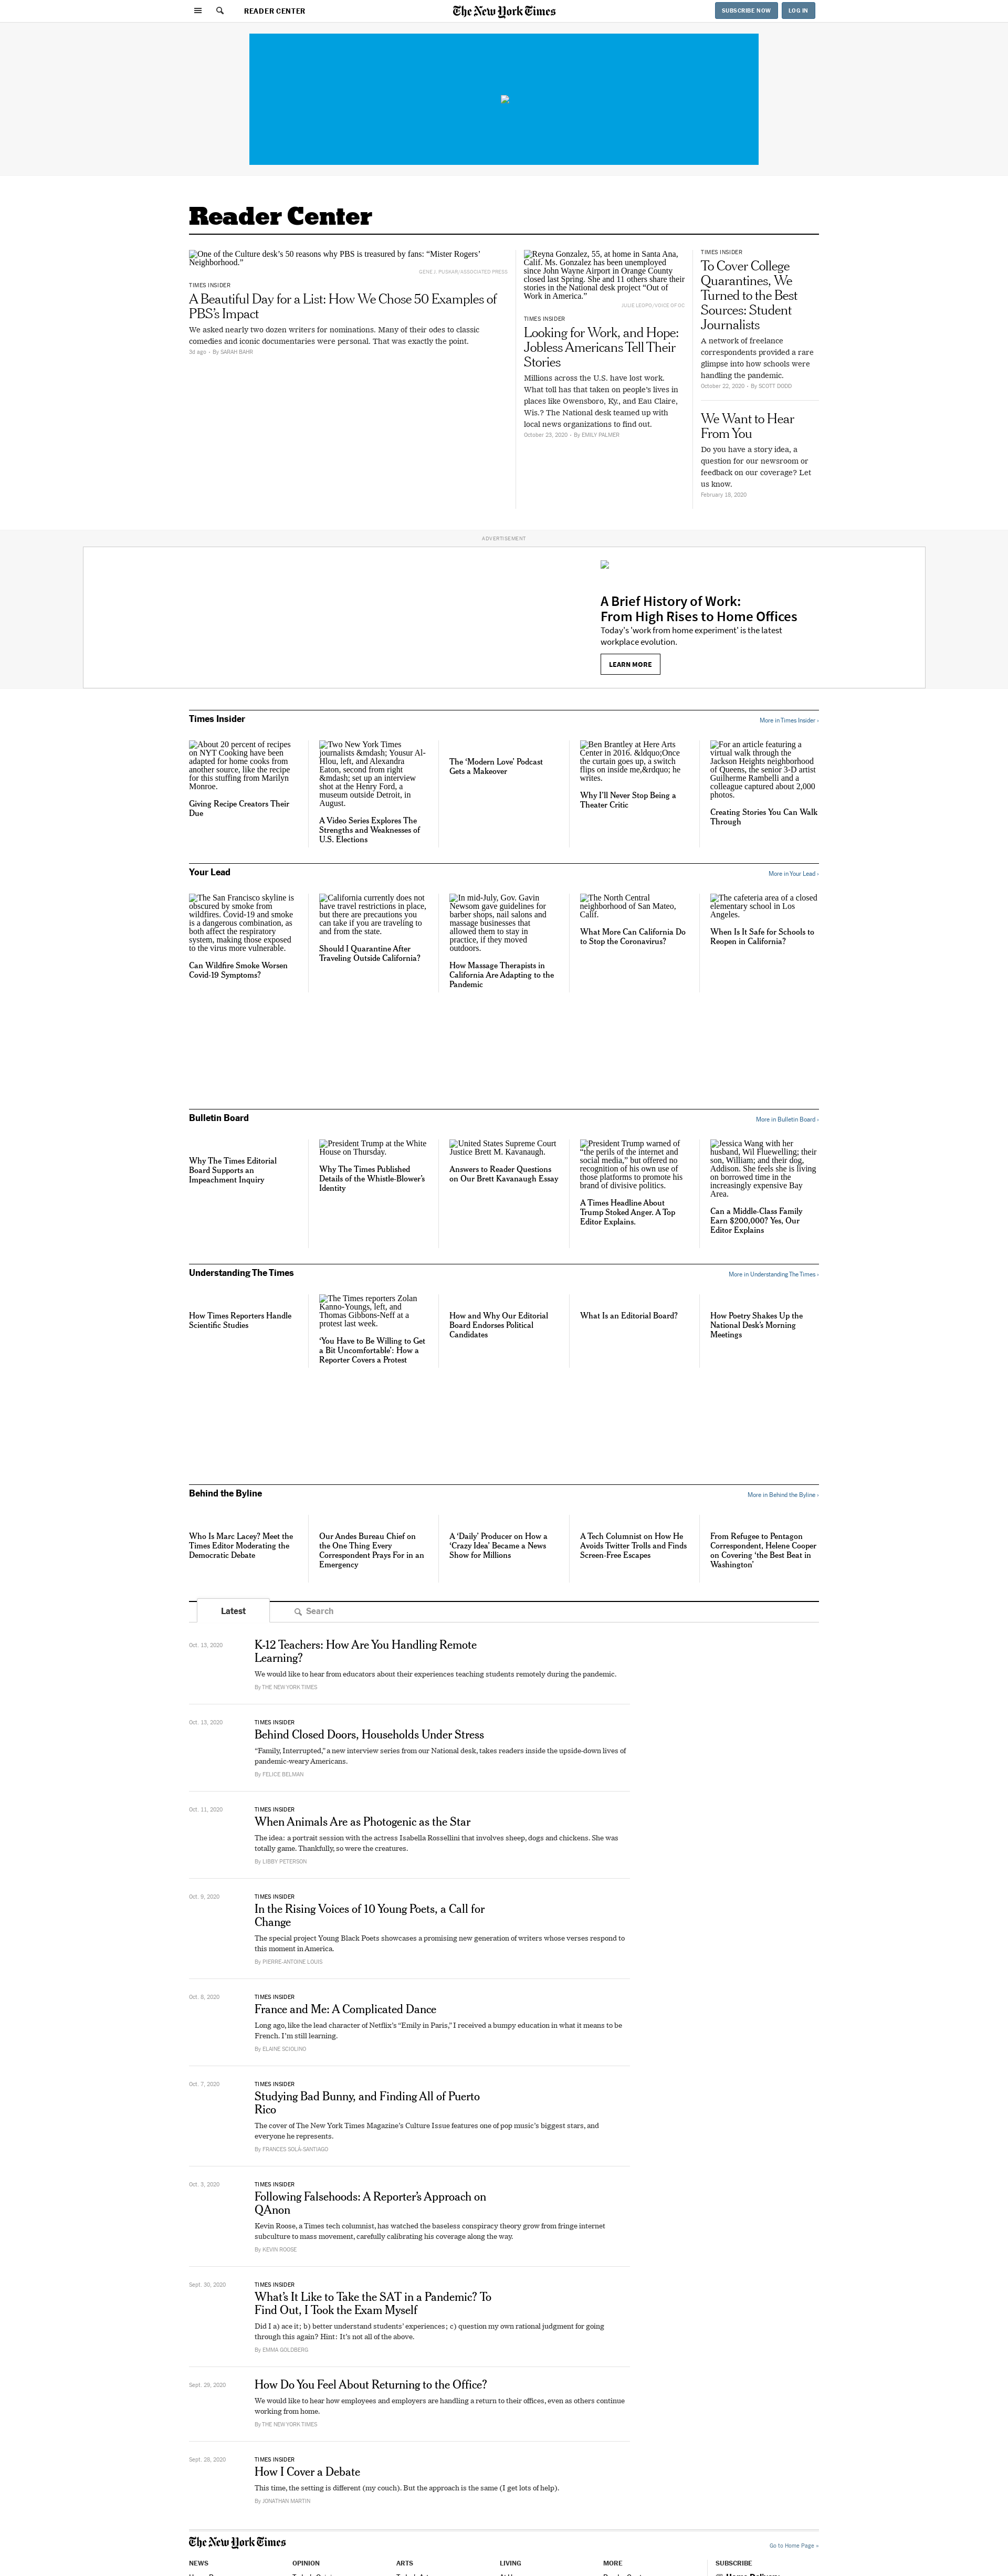 READER CENTER
The New York Times
SUBSCRIBE NOW
LOG IN
Reader Center
One of the Culture desk's 50 reasons why PBS is treasured by fans: “Mister Rogers’
Neighborhood.”
GENE J. PUSKAR/ASSOCIATED PRESS
TIMES INSIDER
A Beautiful Day for a List: How We Chose 50 Examples of
PBS’s Impact
We asked nearly two dozen writers for nominations. Many of their odes to classic
comedies and iconic documentaries were personal. That was exactly the point.
3d ago • By SARAH BAHR
Reyna Gonzalez, 55, at home in Santa Ana,
Calif. Ms. Gonzalez has been unemployed
since John Wayne Airport in Orange County
closed last Spring. She and 11 others share their
stories in the National desk project “Out of
Work in America.”
JULIE LEOPO/VOICE OF OC
TIMES INSIDER
Looking for Work, and Hope:
Jobless Americans Tell Their
Stories
Millions across the U.S. have lost work.
What toll has that taken on people’s lives in
places like Owensboro, Ky., and Eau Claire,
Wis.? The National desk teamed up with
local news organizations to find out.
October 23, 2020 • By EMILY PALMER
TIMES INSIDER
To Cover College
Quarantines, We
Turned to the Best
Sources: Student
Journalists
A network of freelance
correspondents provided a rare
glimpse into how schools were
handling the pandemic.
October 22, 2020 • By SCOTT DODD
We Want to Hear
From You
Do you have a story idea, a
question for our newsroom or
feedback on our coverage? Let
us know.
February 18, 2020
ADVERTISEMENT
A Brief History of Work:
From High Rises to Home Offices
Today's 'work from home experiment' is the latest
workplace evolution.
LEARN MORE
Times Insider
More in Times Insider ›
About 20 percent of recipes
on NYT Cooking have been
adapted for home cooks from
another source, like the recipe
for this stuffing from Marilyn
Monroe.
Giving Recipe Creators Their
Due
Two New York Times
journalists &mdash; Yousur Al-
Hlou, left, and Alexandra
Eaton, second from right
&mdash; set up an interview
shot at the Henry Ford, a
museum outside Detroit, in
August.
A Video Series Explores The
Strengths and Weaknesses of
U.S. Elections
The ‘Modern Love’ Podcast
Gets a Makeover
Ben Brantley at Here Arts
Center in 2016. &ldquo;Once
the curtain goes up, a switch
flips on inside me,&rdquo; he
writes.
Why I’ll Never Stop Being a
Theater Critic
For an article featuring a
virtual walk through the
Jackson Heights neighborhood
of Queens, the senior 3-D artist
Guilherme Rambelli and a
colleague captured about 2,000
photos.
Creating Stories You Can Walk
Through
Your Lead
More in Your Lead ›
The San Francisco skyline is
obscured by smoke from
wildfires. Covid-19 and smoke
is a dangerous combination, as
both affect the respiratory
system, making those exposed
to the virus more vulnerable.
Can Wildfire Smoke Worsen
Covid-19 Symptoms?
California currently does not
have travel restrictions in place,
but there are precautions you
can take if you are traveling to
and from the state.
Should I Quarantine After
Traveling Outside California?
In mid-July, Gov. Gavin
Newsom gave guidelines for
barber shops, nail salons and
massage businesses that
allowed them to stay in
practice, if they moved
outdoors.
How Massage Therapists in
California Are Adapting to the
Pandemic
The North Central
neighborhood of San Mateo,
Calif.
What More Can California Do
to Stop the Coronavirus?
The cafeteria area of a closed
elementary school in Los
Angeles.
When Is It Safe for Schools to
Reopen in California?
Bulletin Board
More in Bulletin Board ›
Why The Times Editorial
Board Supports an
Impeachment Inquiry
President Trump at the White
House on Thursday.
Why The Times Published
Details of the Whistle-Blower’s
Identity
United States Supreme Court
Justice Brett M. Kavanaugh.
Answers to Reader Questions
on Our Brett Kavanaugh Essay
President Trump warned of
“the perils of the internet and
social media,” but offered no
recognition of his own use of
those platforms to promote his
brand of divisive politics.
A Times Headline About
Trump Stoked Anger. A Top
Editor Explains.
Jessica Wang with her
husband, Wil Fluewelling; their
son, William; and their dog,
Addison. She feels she is living
on borrowed time in the
increasingly expensive Bay
Area.
Can a Middle-Class Family
Earn $200,000? Yes, Our
Editor Explains
Understanding The Times
More in Understanding The Times ›
How Times Reporters Handle
Scientific Studies
The Times reporters Zolan
Kanno-Youngs, left, and
Thomas Gibbons-Neff at a
protest last week.
‘You Have to Be Willing to Get
a Bit Uncomfortable’: How a
Reporter Covers a Protest
How and Why Our Editorial
Board Endorses Political
Candidates
What Is an Editorial Board?
How Poetry Shakes Up the
National Desk’s Morning
Meetings
Behind the Byline
More in Behind the Byline ›
Who Is Marc Lacey? Meet the
Times Editor Moderating the
Democratic Debate
Our Andes Bureau Chief on
the One Thing Every
Correspondent Prays For in an
Emergency
A ‘Daily’ Producer on How a
‘Crazy Idea’ Became a News
Show for Millions
A Tech Columnist on How He
Avoids Twitter Trolls and Finds
Screen-Free Escapes
From Refugee to Pentagon
Correspondent, Helene Cooper
on Covering ‘the Best Beat in
Washington’
Latest
Search
Oct. 13, 2020
K-12 Teachers: How Are You Handling Remote
Learning?
We would like to hear from educators about their experiences teaching students remotely during the pandemic.
By THE NEW YORK TIMES
Oct. 13, 2020
TIMES INSIDER
Behind Closed Doors, Households Under Stress
“Family, Interrupted,” a new interview series from our National desk, takes readers inside the upside-down lives of
pandemic-weary Americans.
By FELICE BELMAN
Oct. 11, 2020
TIMES INSIDER
When Animals Are as Photogenic as the Star
The idea: a portrait session with the actress Isabella Rossellini that involves sheep, dogs and chickens. She was
totally game. Thankfully, so were the creatures.
By LIBBY PETERSON
Oct. 9, 2020
TIMES INSIDER
In the Rising Voices of 10 Young Poets, a Call for
Change
The special project Young Black Poets showcases a promising new generation of writers whose verses respond to
this moment in America.
By PIERRE-ANTOINE LOUIS
Oct. 8, 2020
TIMES INSIDER
France and Me: A Complicated Dance
Long ago, like the lead character of Netflix’s “Emily in Paris,” I received a bumpy education in what it means to be
French. I’m still learning.
By ELAINE SCIOLINO
Oct. 7, 2020
TIMES INSIDER
Studying Bad Bunny, and Finding All of Puerto
Rico
The cover of The New York Times Magazine’s Culture Issue features one of pop music’s biggest stars, and
everyone he represents.
By FRANCES SOLÁ-SANTIAGO
Oct. 3, 2020
TIMES INSIDER
Following Falsehoods: A Reporter’s Approach on
QAnon
Kevin Roose, a Times tech columnist, has watched the baseless conspiracy theory grow from fringe internet
subculture to mass movement, carefully calibrating his coverage along the way.
By KEVIN ROOSE
Sept. 30, 2020
TIMES INSIDER
What’s It Like to Take the SAT in a Pandemic? To
Find Out, I Took the Exam Myself
Did I a) ace it; b) better understand students’ experiences; c) question my own rational judgment for going
through this again? Hint: It’s not all of the above.
By EMMA GOLDBERG
Sept. 29, 2020
How Do You Feel About Returning to the Office?
We would like to hear how employees and employers are handling a return to their offices, even as others continue
working from home.
By THE NEW YORK TIMES
Sept. 28, 2020
TIMES INSIDER
How I Cover a Debate
This time, the setting is different (my couch). But the approach is the same (I get lots of help).
By JONATHAN MARTIN
The New York Times
Go to Home Page »
NEWS
OPINION
ARTS
LIVING
MORE
SUBSCRIBE